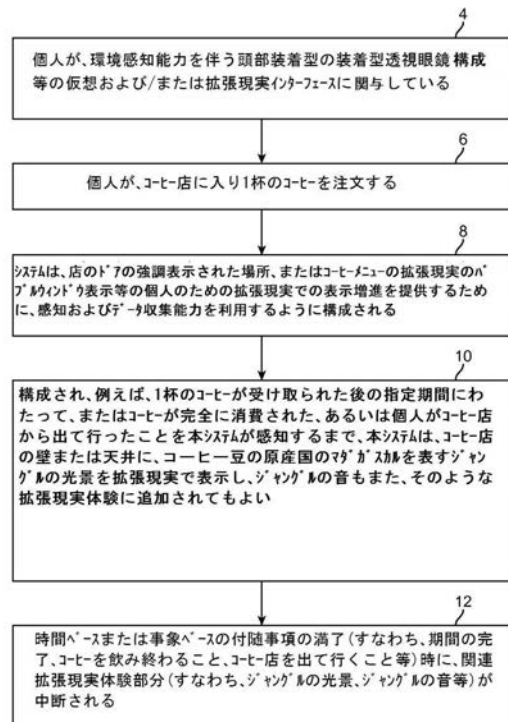 4
個人が、環境感知能力を伴う頭部装着型の装着型透視眼鏡構成
等の仮想および/または拡張現実インターフェースに関与している
6
個人が、コーヒー店に入り1杯のコーヒーを注文する
8
システムは、店のドアの強調表示された場所、またはコーヒーメニューの拡張現実のバ
ブルウィンドウ表示等の個人のための拡張現実での表示増進を提供するため
に、感知およびデータ収集能力を利用するように構成される
10
構成され、例えば、1杯のコーヒーが受け取られた後の指定期間にわ
たって、またはコーヒーが完全に消費された、あるいは個人がコーヒー店
から出て行ったことを本システムが感知するまで、本システムは、コーヒー店
の壁または天井に、コーヒー豆の原産国のマダガスカルを表すジャ
ングルの光景を拡張現実で表示し、ジャングルの音もまた、そのような
拡張現実体験に追加されてもよい
12
時間ベースまたは事象ベースの付随事項の満了(すなわち、期間の完
了、コーヒーを飲み終わること、コーヒー店を出て行くこと等)時に、関連
拡張現実体験部分(すなわち、ジャングルの光景、ジャングルの音等)が
中断される